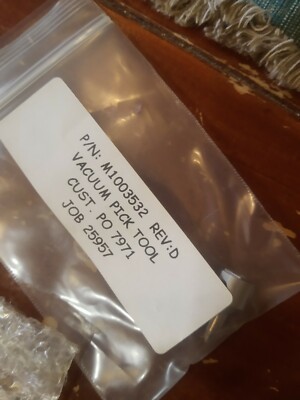 P/N: M1003532 REV:D
VACUUM PICK TOOL
CUST. PO 7971
JOB 25957